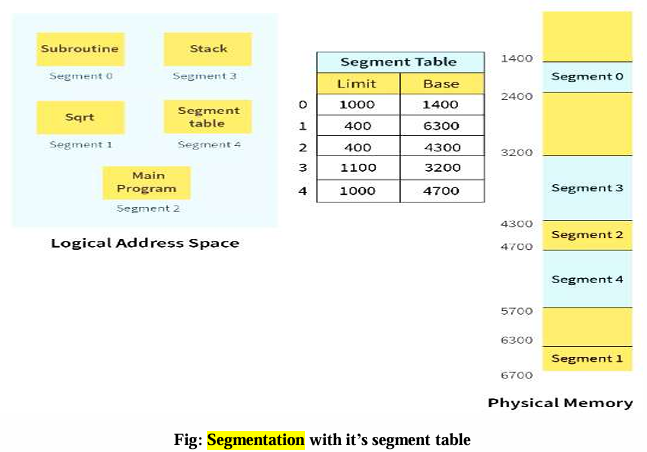 Subroutine
Segment 0
Stack
Segment 3
Sqrt
Segment 1
Segment
table
Segment 4
Main
Program
Segment 2
Logical Address Space
Segment Table
Limit Base
0 1000 1400
1 400 6300
2 400 4300
3 1100 3200
4 1000 4700
1400
Segment 0
2400
3200
Segment 3
4300
Segment 2
4700
Segment 4
5700
6300
Segment 1
6700
Physical Memory
Fig: Segmentation with it’s segment table